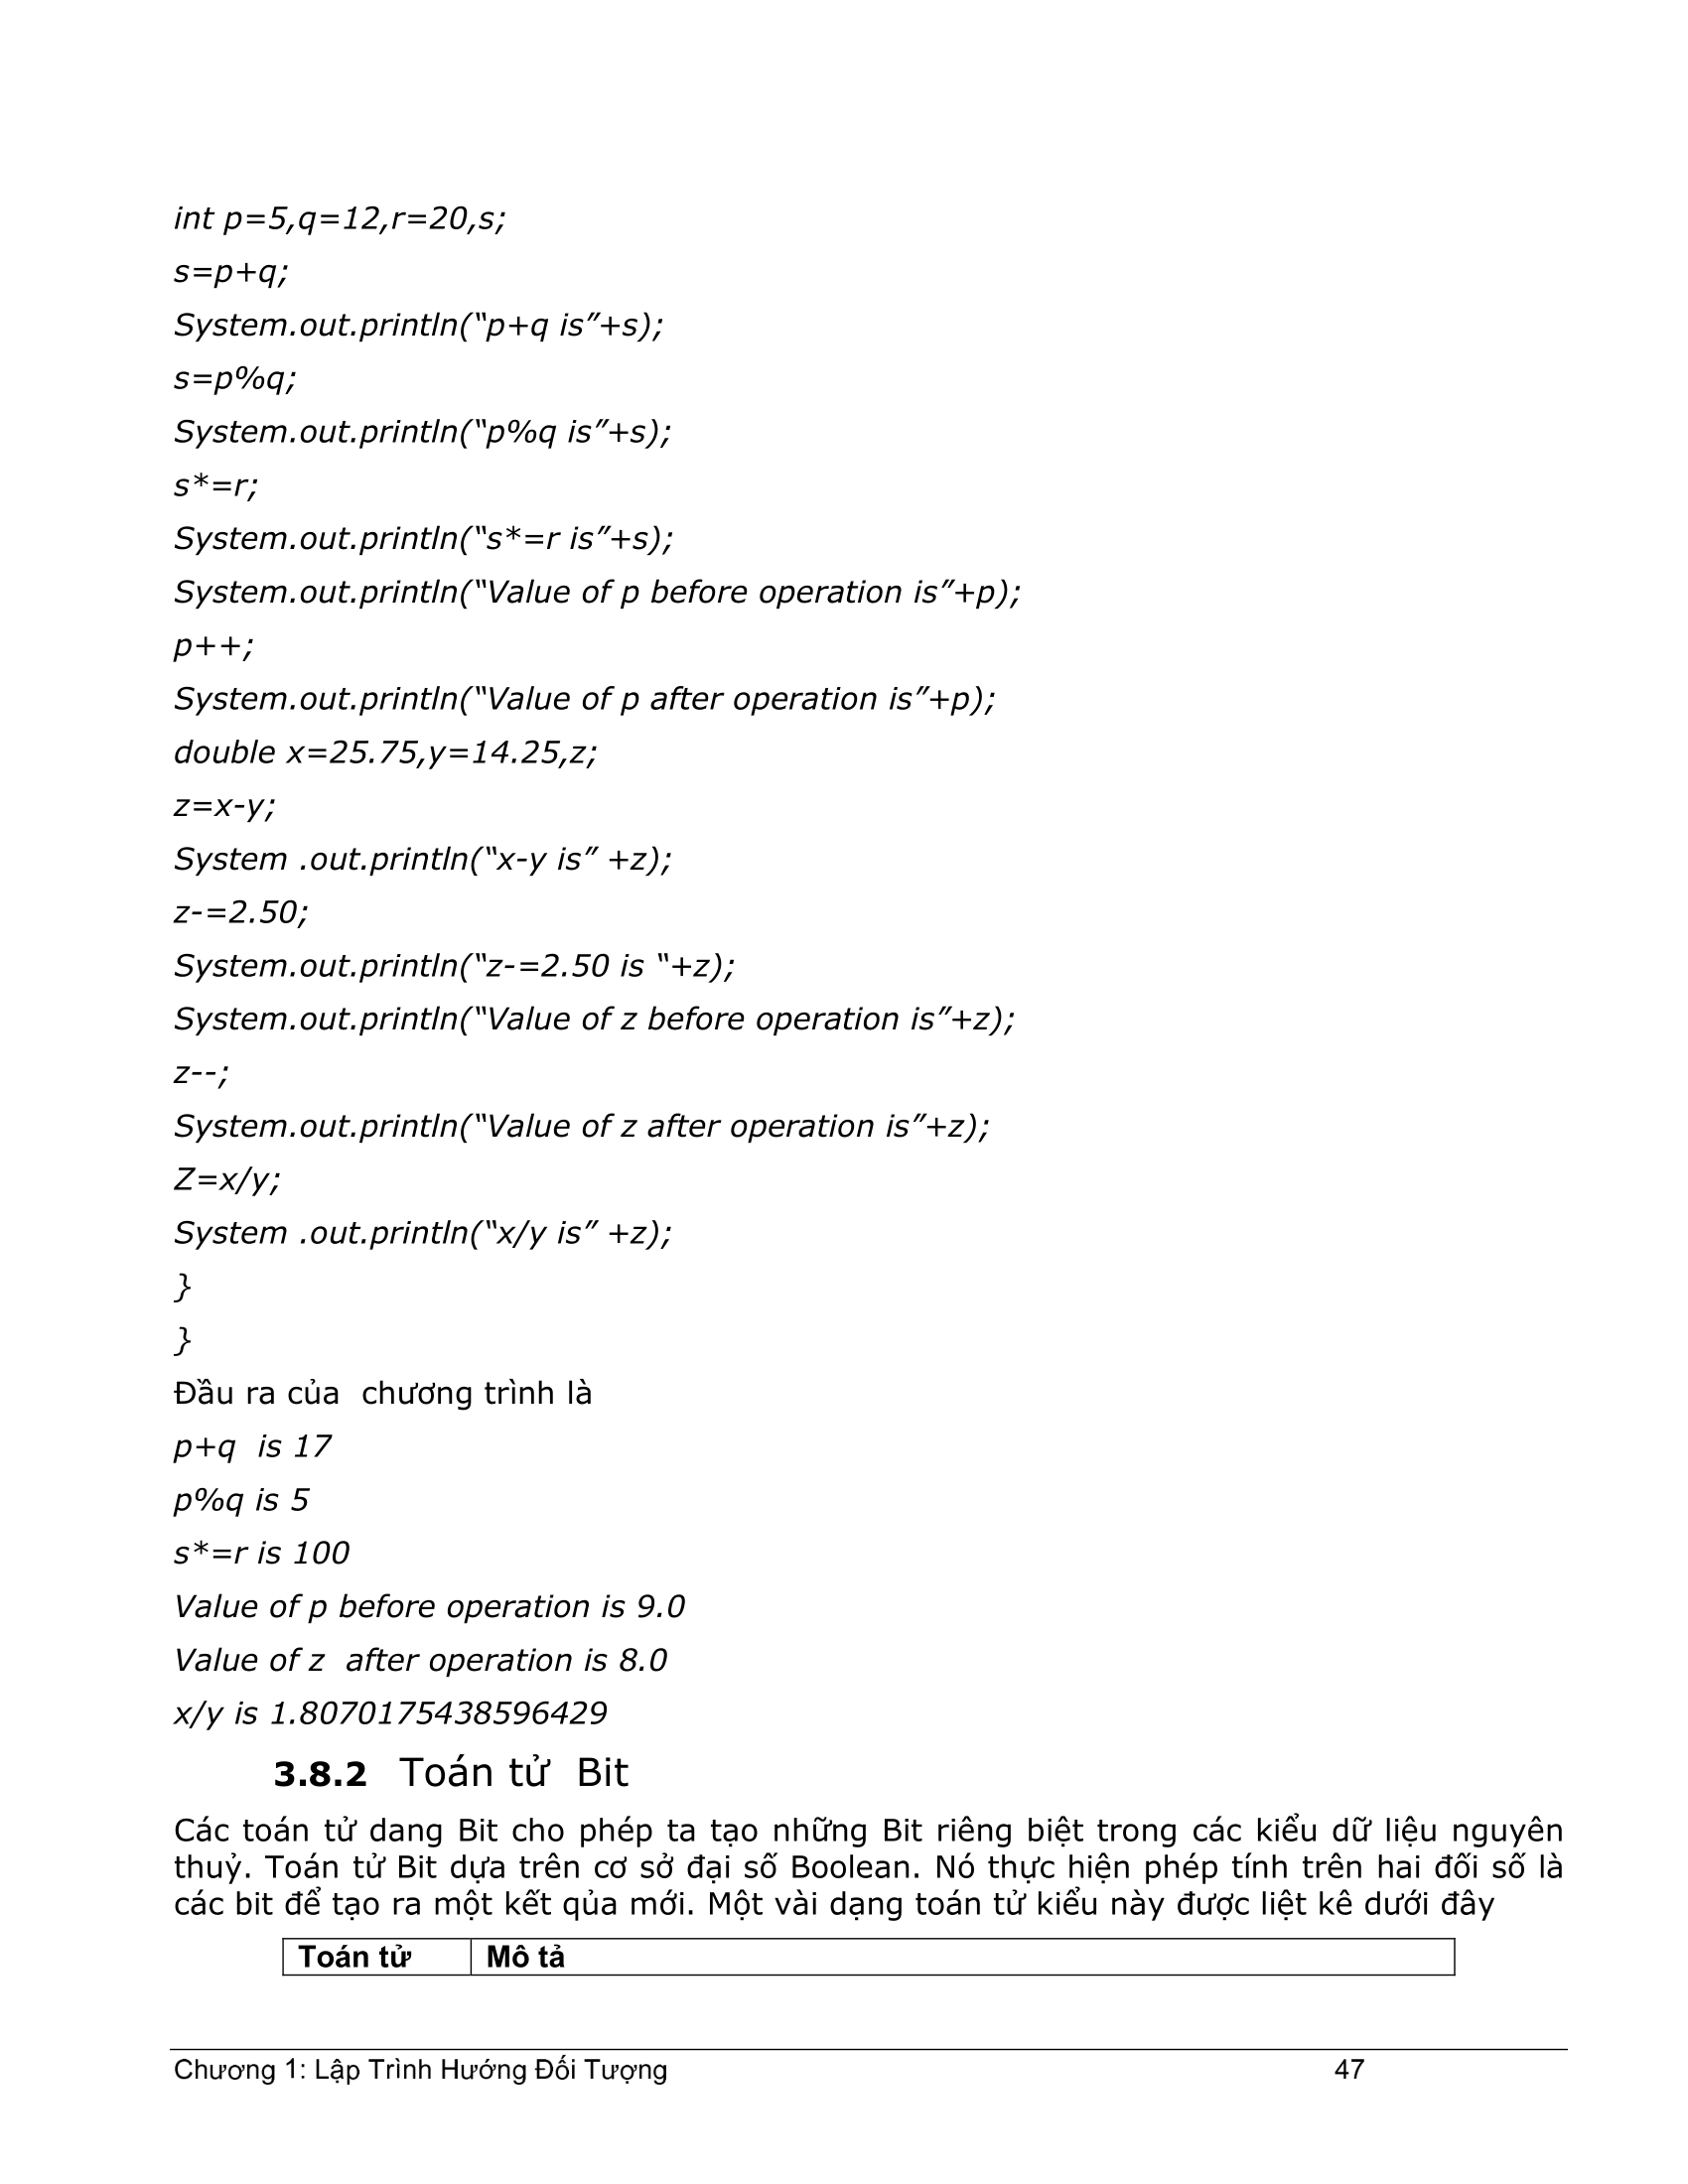 int p=5,q=12,r=20,s;
s=p+q;
System.out.println(“p+q is”+s);
s=p%q;
System.out.println(“p%q is”+s);
s*=r;
System.out.println(“s*=r is”+s);
System.out.println(“Value of p before operation is”+p);
p++;
System.out.println(“Value of p after operation is”+p);
double x=25.75,y=14.25,z;
z=x-y;
System .out.println(“x-y is” +z);
z-=2.50;
System.out.println(“z-=2.50 is “+z);
System.out.println(“Value of z before operation is”+z);
z--;
System.out.println(“Value of z after operation is”+z);
Z=x/y;
System .out.println(“x/y is” +z);
}
}
Đầu ra của  chương trình là
p+q  is 17
p%q is 5
s*=r is 100
Value of p before operation is 9.0
Value of z  after operation is 8.0
x/y is 1.8070175438596429
3.8.2  Toán tử  Bit
Các toán tử dang Bit cho phép ta tạo những Bit riêng biệt trong các kiểu dữ liệu nguyên
thuỷ. Toán tử Bit dựa trên cơ sở đại số Boolean. Nó thực hiện phép tính trên hai đối số là
các bit để tạo ra một kết qủa mới. Một vài dạng toán tử kiểu này được liệt kê dưới đây
Toán tử  Mô tả
Chương 1: Lập Trình Hướng Đối Tượng  47